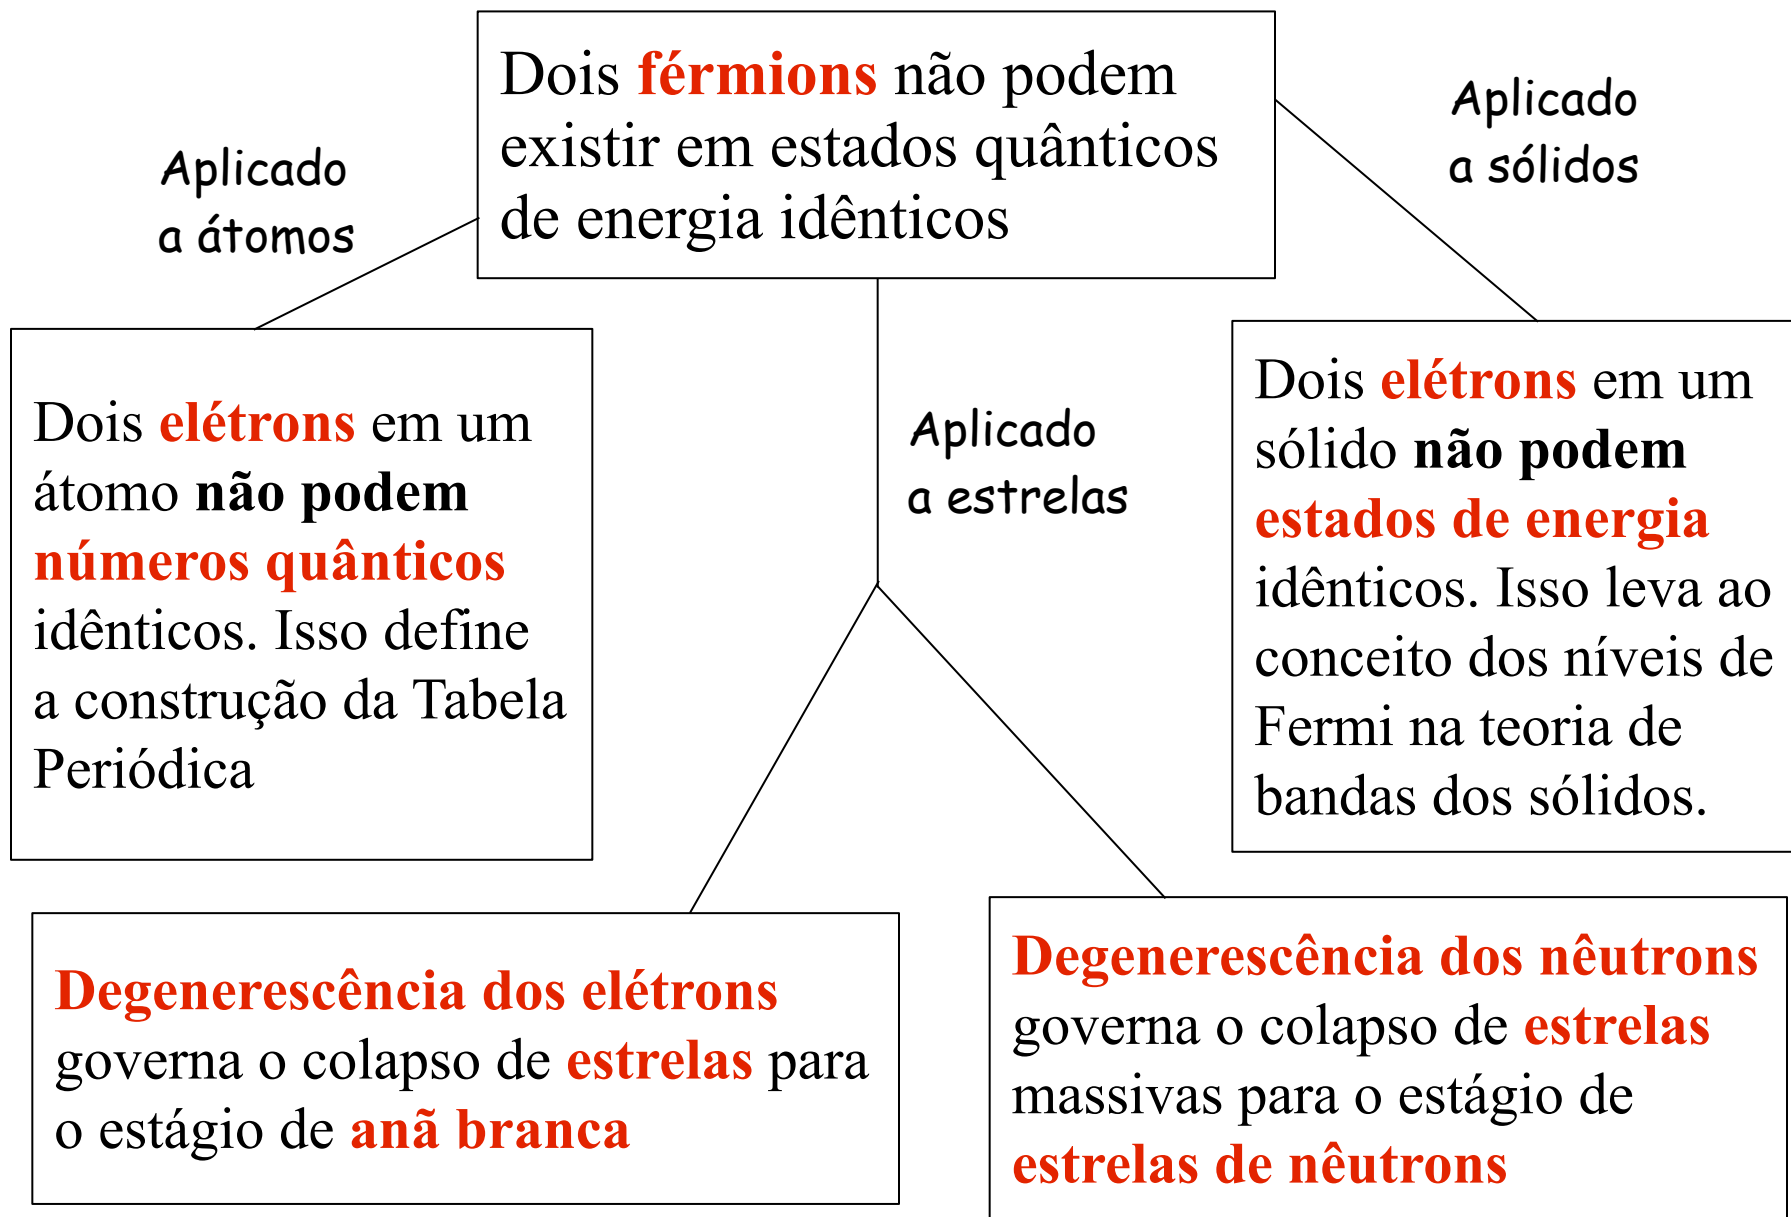 Dois férmions não podem
existir em estados quânticos
de energia idênticos
Aplicado
a átomos
Aplicado
a sólidos
Dois elétrons em um
átomo não podem
números quânticos
idênticos. Isso define
a construção da Tabela
Periódica
Aplicado
a estrelas
Dois elétrons em um
sólido não podem
estados de energia
idênticos. Isso leva ao
conceito dos níveis de
Fermi na teoria de
bandas dos sólidos.
Degenerescência dos elétrons
governa o colapso de estrelas para
o estágio de anã branca
Degenerescência dos nêutrons
governa o colapso de estrelas
massivas para o estágio de
estrelas de nêutrons